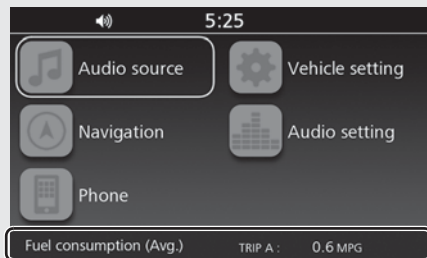 5:25
Audio source
Vehicle setting
Navigation
Audio setting
Phone
Fuel consumption (Avg.) TRIP A : 0.6 MPG